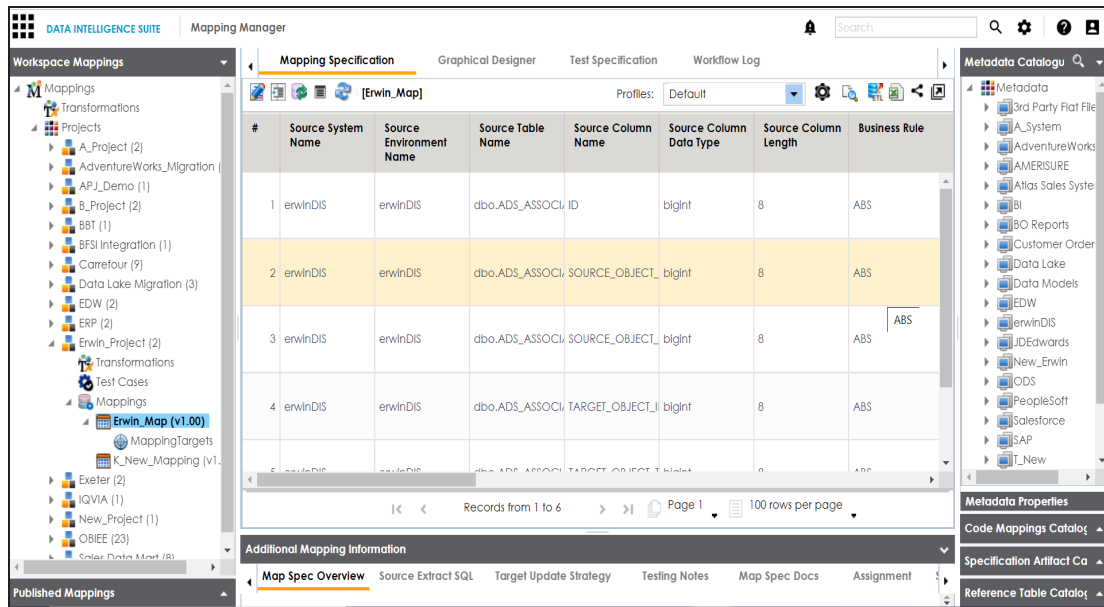 DATA INTELLIGENCE SUITE Mapping Manager Search
Workspace Mappings
Mappings
Transformations
Projects
A_Project (2)
AdventureWorks_Migration (
APJ_Demo (1)
B_Project (2)
BBT (1)
BFSI Integration (1)
Carrefour (9)
Data Lake Migration (3)
EDW (2)
ERP (2)
Erwin_Project (2)
Transformations
Test Cases
Mappings
Erwin_Map (v1.00)
MappingTargets
K_New_Mapping (v1.
Exeter (2)
IQVIA (1)
New_Project (1)
OBIEE (23)
Sales Data Mart (8)
Published Mappings
Mapping Specification Graphical Designer Test Specification Workflow Log
[Erwin_Map] Profiles: Default
# Source System Name Source Environment Name Source Table Name Source Column Name Source Column Data Type Source Column Length Business Rule
1 erwinDIS erwinDIS dbo.ADS_ASSOCI ID bigint 8 ABS
2 erwinDIS erwinDIS dbo.ADS_ASSOCI SOURCE_OBJECT_ bigint 8 ABS
ABS
3 erwinDIS erwinDIS dbo.ADS_ASSOCI SOURCE_OBJECT_ bigint 8 ABS
4 erwinDIS erwinDIS dbo.ADS_ASSOCI TARGET_OBJECT_I bigint 8 ABS
Records from 1 to 6 Page 1 100 rows per page
Additional Mapping Information
Map Spec Overview Source Extract SQL Target Update Strategy Testing Notes Map Spec Docs Assignment
Metadata Catalogu
Metadata
3rd Party Flat File
A_System
AdventureWorks
AMERISURE
Atlas Sales Syste
BI
BO Reports
Customer Order
Data Lake
Data Models
EDW
erwinDIS
JDEdwards
New_Erwin
ODS
PeopleSoft
Salesforce
SAP
T_New
Metadata Properties
Code Mappings Catalog
Specification Artifact Ca
Reference Table Catalog